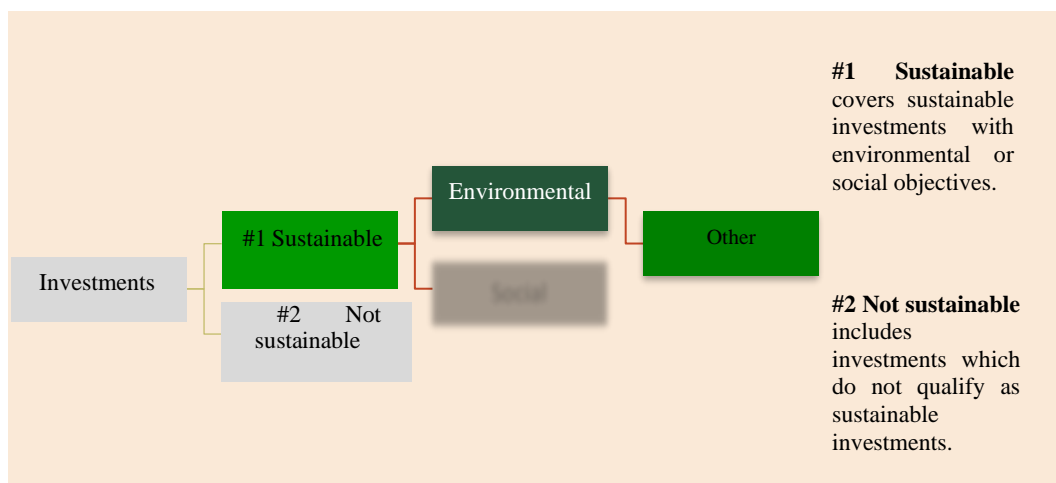 #1 Sustainable
covers sustainable
investments with
environmental or
social objectives.
Environmental
#1 Sustainable
Other
Investments
Social
#2 Not
sustainable
#2 Not sustainable
includes
investments which
do not qualify as
sustainable
investments.